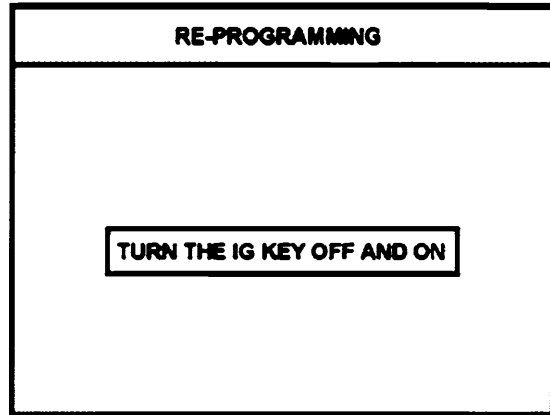 RE-PROGRAMMING
TURN THE IG KEY OFF AND ON